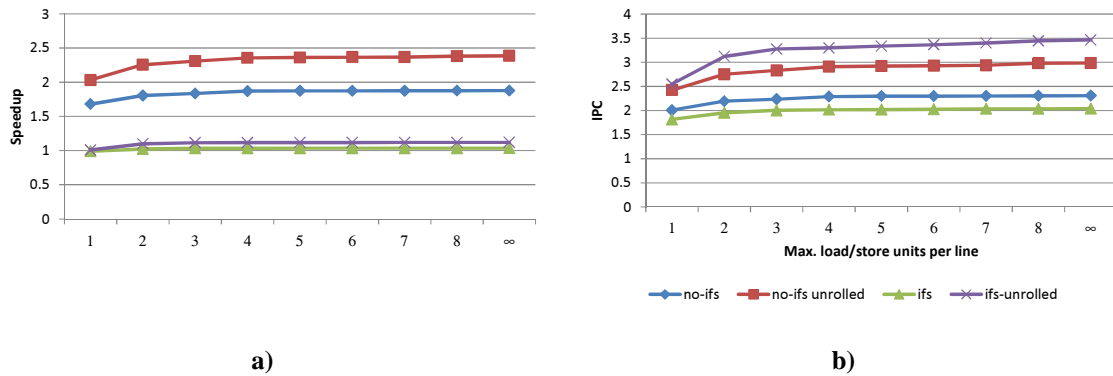 3
2.5
2
1.5
1
0.5
0
Speedup
1 2 3 4 5 6 7 8 ∞
a)
4
3.5
3
2.5
2
1.5
1
0.5
0
IPC
1 2 3 4 5 6 7 8 ∞
Max. load/store units per line
no-ifs no-ifs unrolled ifs ifs-unrolled
b)